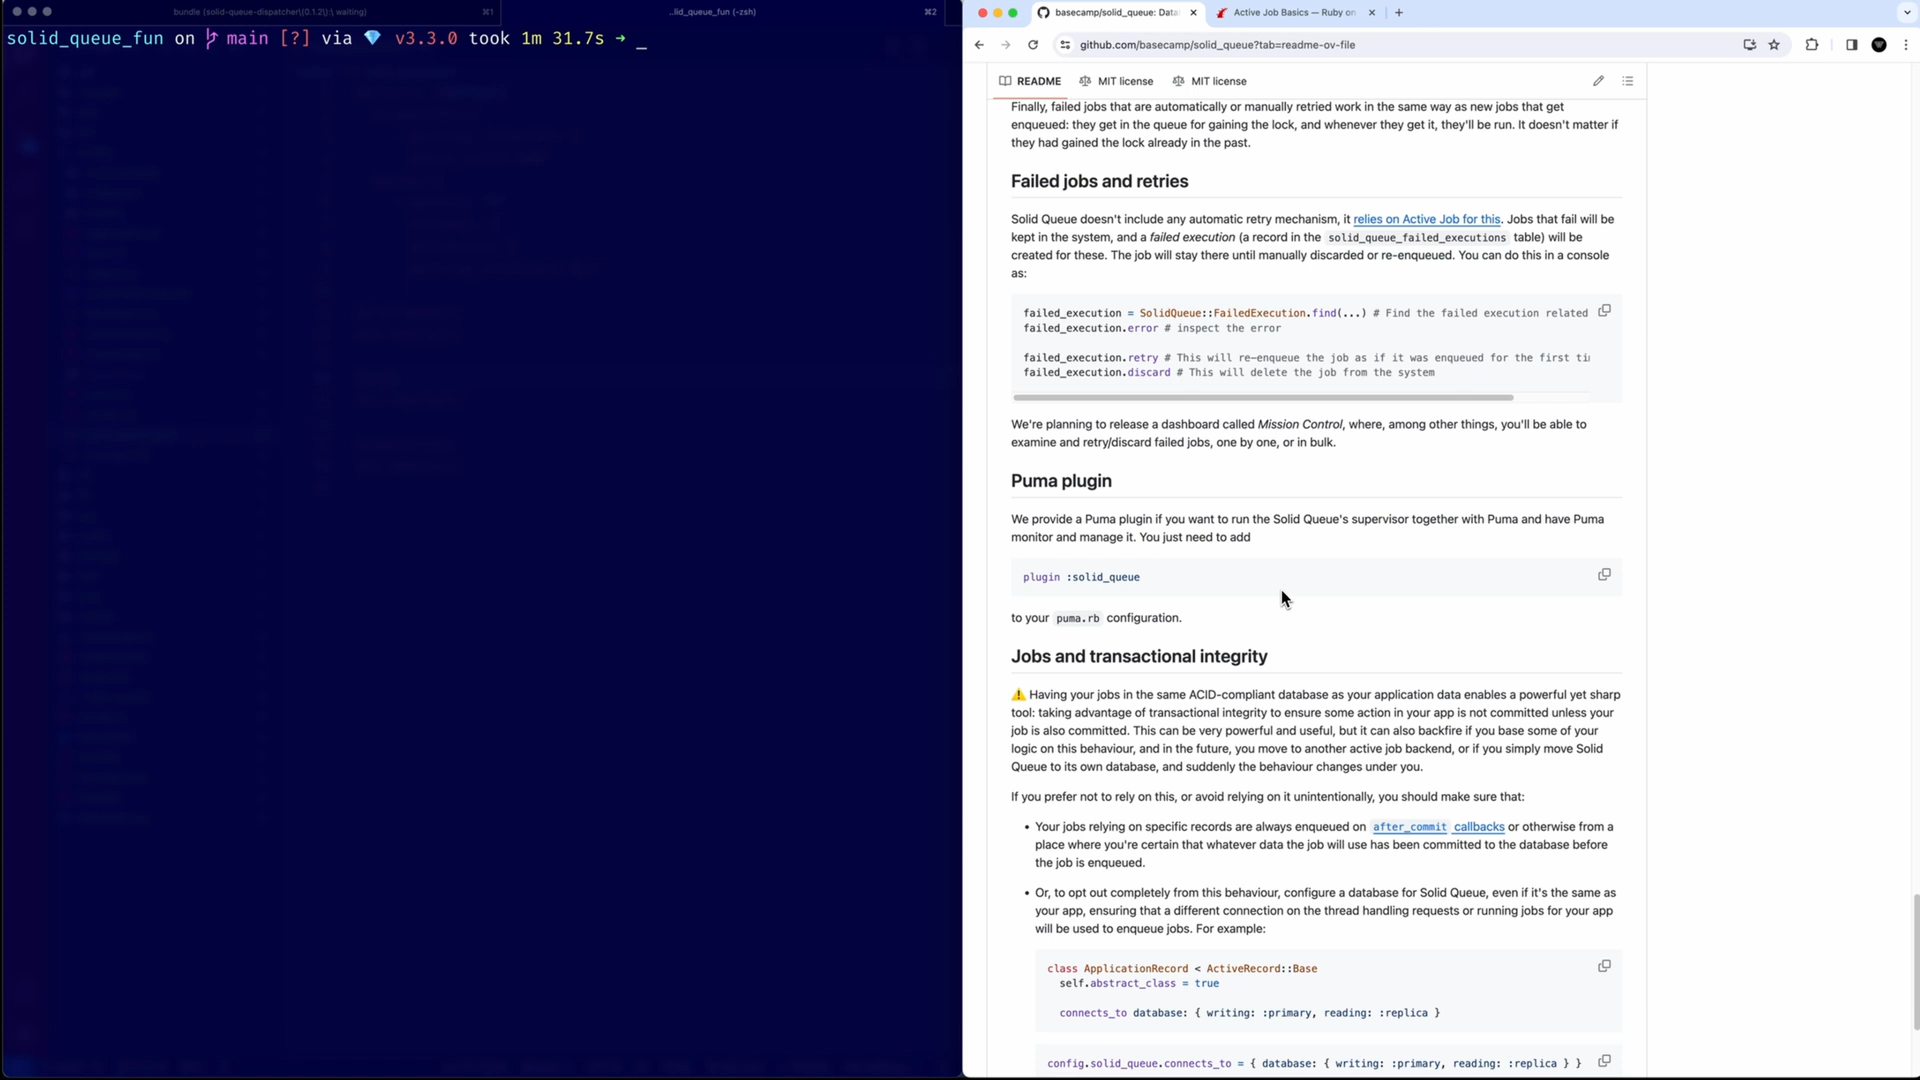 bundle (solid-queue-dispatcher\(0.1.2\):\ waiting)
⌘1
..lid_queue_fun (-zsh)
⌘2
solid_queue_fun on main [?] via 💎 v3.3.0 took 1m 31.7s → _
basecamp/solid_queue: Data
Active Job Basics — Ruby on
github.com/basecamp/solid_queue?tab=readme-ov-file
README
MIT license
MIT license
Finally, failed jobs that are automatically or manually retried work in the same way as new jobs that get
enqueued: they get in the queue for gaining the lock, and whenever they get it, they'll be run. It doesn't matter if
they had gained the lock already in the past.
Failed jobs and retries
Solid Queue doesn't include any automatic retry mechanism, it relies on Active Job for this. Jobs that fail will be
kept in the system, and a failed execution (a record in the solid_queue_failed_executions table) will be
created for these. The job will stay there until manually discarded or re-enqueued. You can do this in a console
as:
failed_execution = SolidQueue::FailedExecution.find(...) # Find the failed execution related
failed_execution.error # inspect the error
failed_execution.retry # This will re-enqueue the job as if it was enqueued for the first ti
failed_execution.discard # This will delete the job from the system
We're planning to release a dashboard called Mission Control, where, among other things, you'll be able to
examine and retry/discard failed jobs, one by one, or in bulk.
Puma plugin
We provide a Puma plugin if you want to run the Solid Queue's supervisor together with Puma and have Puma
monitor and manage it. You just need to add
plugin :solid_queue
to your puma.rb configuration.
Jobs and transactional integrity
⚠️ Having your jobs in the same ACID-compliant database as your application data enables a powerful yet sharp
tool: taking advantage of transactional integrity to ensure some action in your app is not committed unless your
job is also committed. This can be very powerful and useful, but it can also backfire if you base some of your
logic on this behaviour, and in the future, you move to another active job backend, or if you simply move Solid
Queue to its own database, and suddenly the behaviour changes under you.
If you prefer not to rely on this, or avoid relying on it unintentionally, you should make sure that:
• Your jobs relying on specific records are always enqueued on after_commit callbacks or otherwise from a
place where you're certain that whatever data the job will use has been committed to the database before
the job is enqueued.
• Or, to opt out completely from this behaviour, configure a database for Solid Queue, even if it's the same as
your app, ensuring that a different connection on the thread handling requests or running jobs for your app
will be used to enqueue jobs. For example:
class ApplicationRecord < ActiveRecord::Base
self.abstract_class = true
connects_to database: { writing: :primary, reading: :replica }
config.solid_queue.connects_to = { database: { writing: :primary, reading: :replica } }